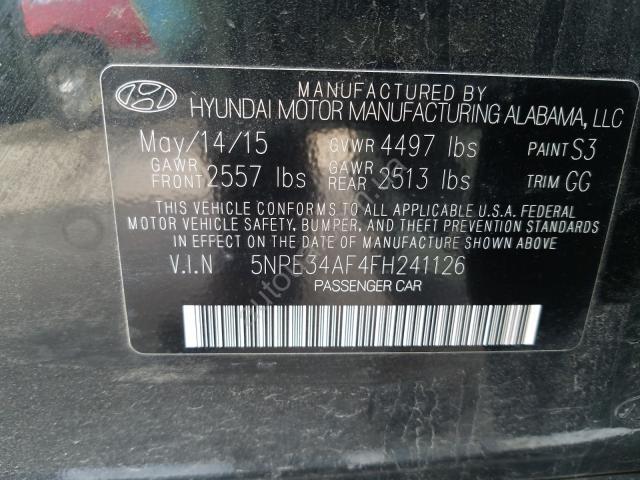 MANUFACTURED BY
HYUNDAI MOTOR MANUFACTURING ALABAMA, LLC
May/14/15 GVWR 4497 lbs PAINT S3
GAWR FRONT 2557 lbs GAWR REAR 2513 lbs TRIM GG
THIS VEHICLE CONFORMS TO ALL APPLICABLE U.S.A. FEDERAL
MOTOR VEHICLE SAFETY, BUMPER, AND THEFT PREVENTION STANDARDS
IN EFFECT ON THE DATE OF MANUFACTURE SHOWN ABOVE.
V.I.N 5NPE34AF4FH241126
PASSENGER CAR